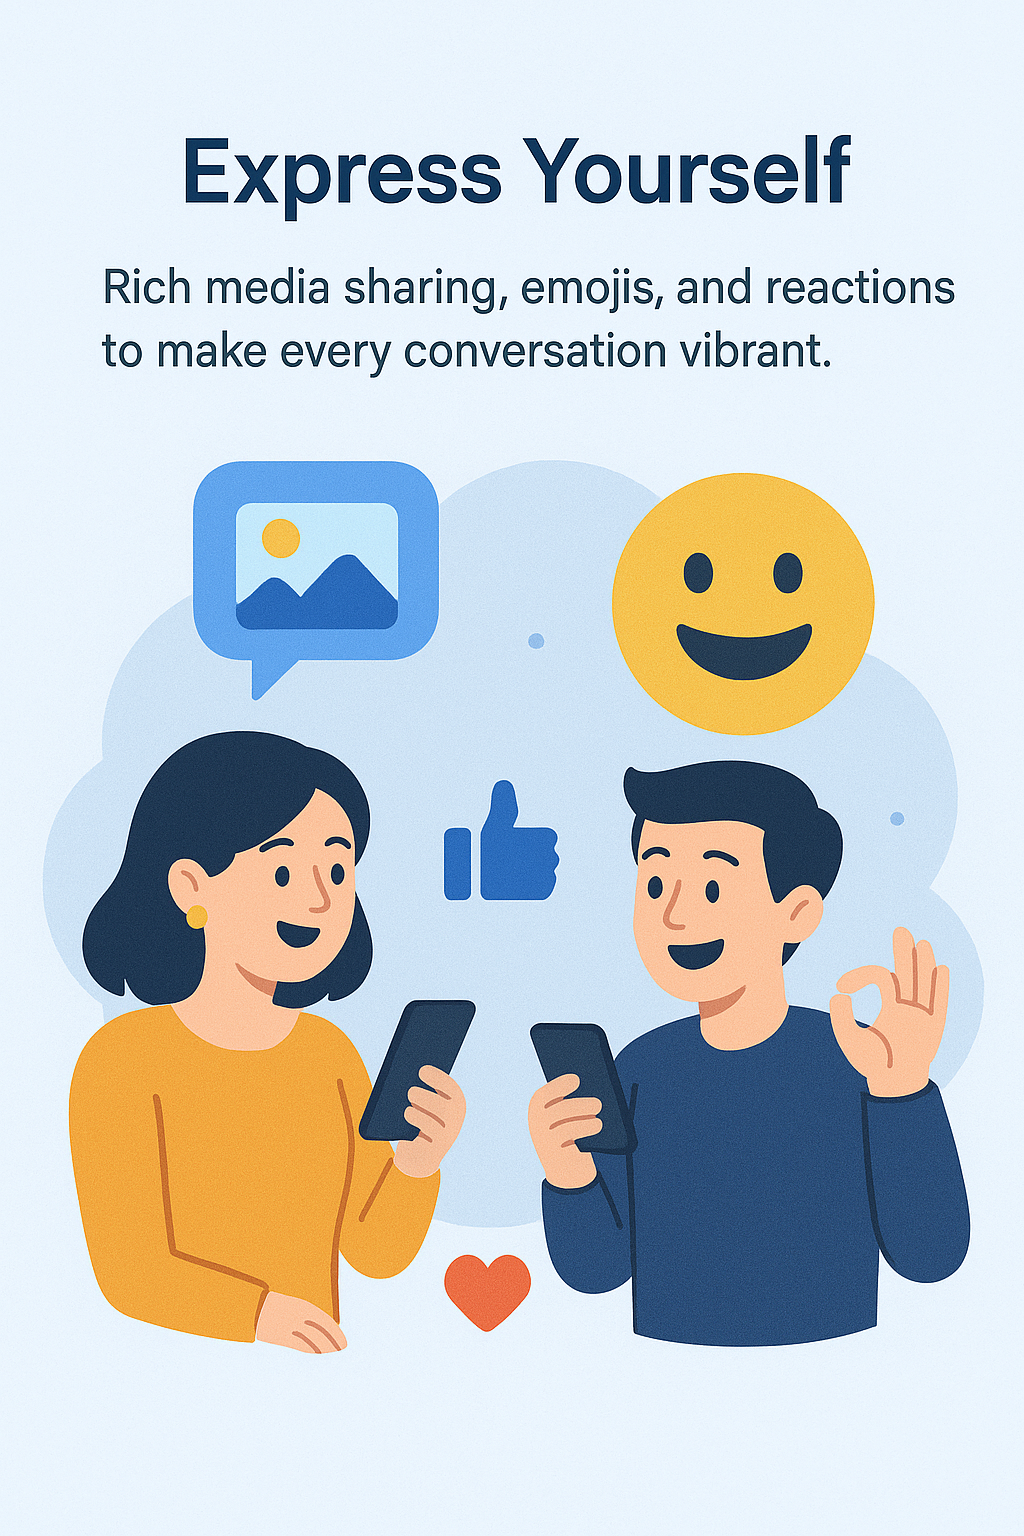 Express Yourself
Rich media sharing, emojis, and reactions
to make every conversation vibrant.